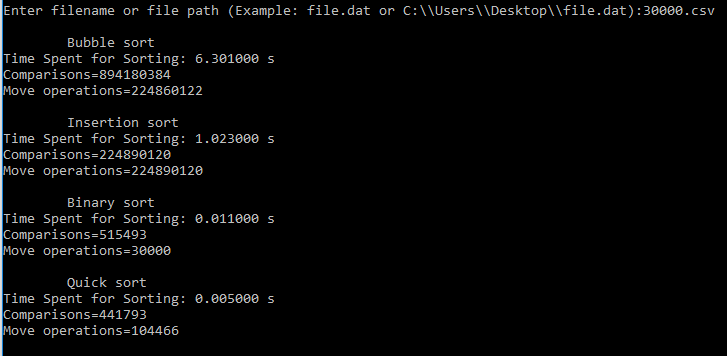 Enter filename or file path (Example: file.dat or C:\\Users\\Desktop\\file.dat):30000.csv
Bubble sort
Time Spent for Sorting: 6.301000 s
Comparisons=894180384
Move operations=224860122
Insertion sort
Time Spent for Sorting: 1.023000 s
Comparisons=224890120
Move operations=224890120
Binary sort
Time Spent for Sorting: 0.011000 s
Comparisons=515493
Move operations=30000
Quick sort
Time Spent for Sorting: 0.005000 s
Comparisons=441793
Move operations=104466